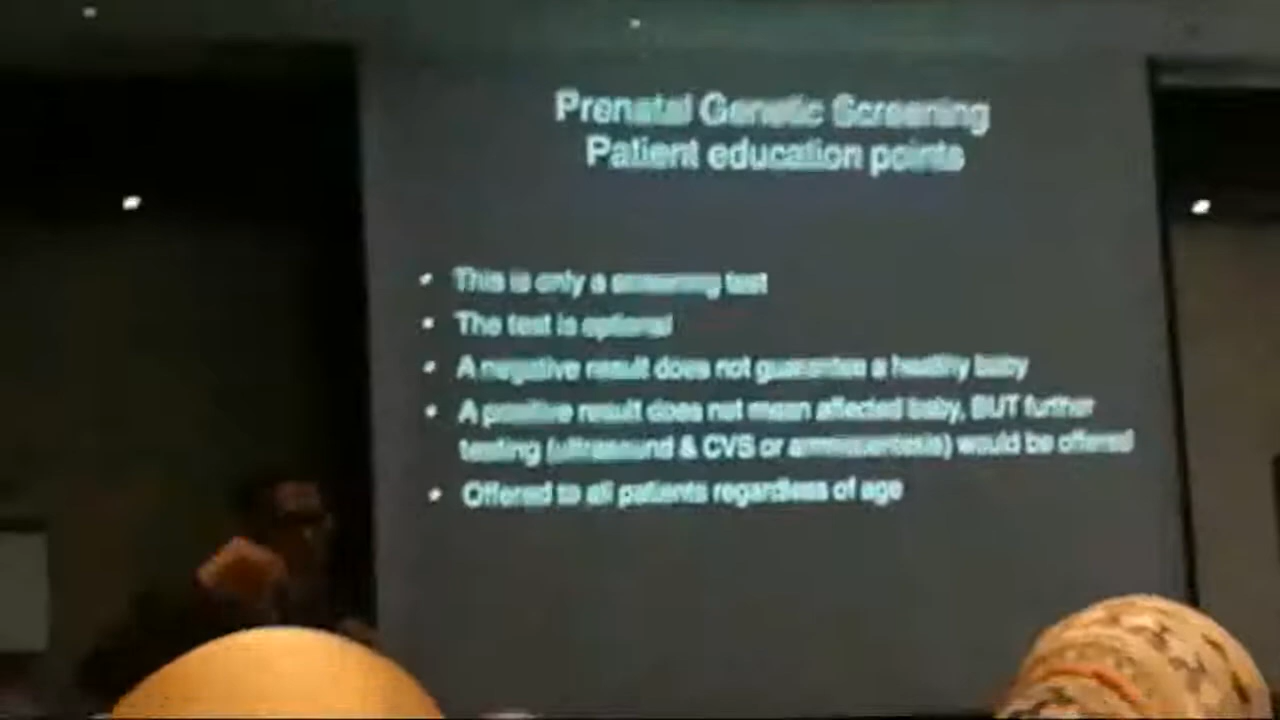 Prenatal Genetic Screening
Patient education points
• This is only a screening test
• The test is optional
• A negative result does not guarantee a healthy baby
• A positive result does not mean affected baby, BUT further
testing (ultrasound & CVS or amniocentesis) would be offered
• Offered to all patients regardless of age